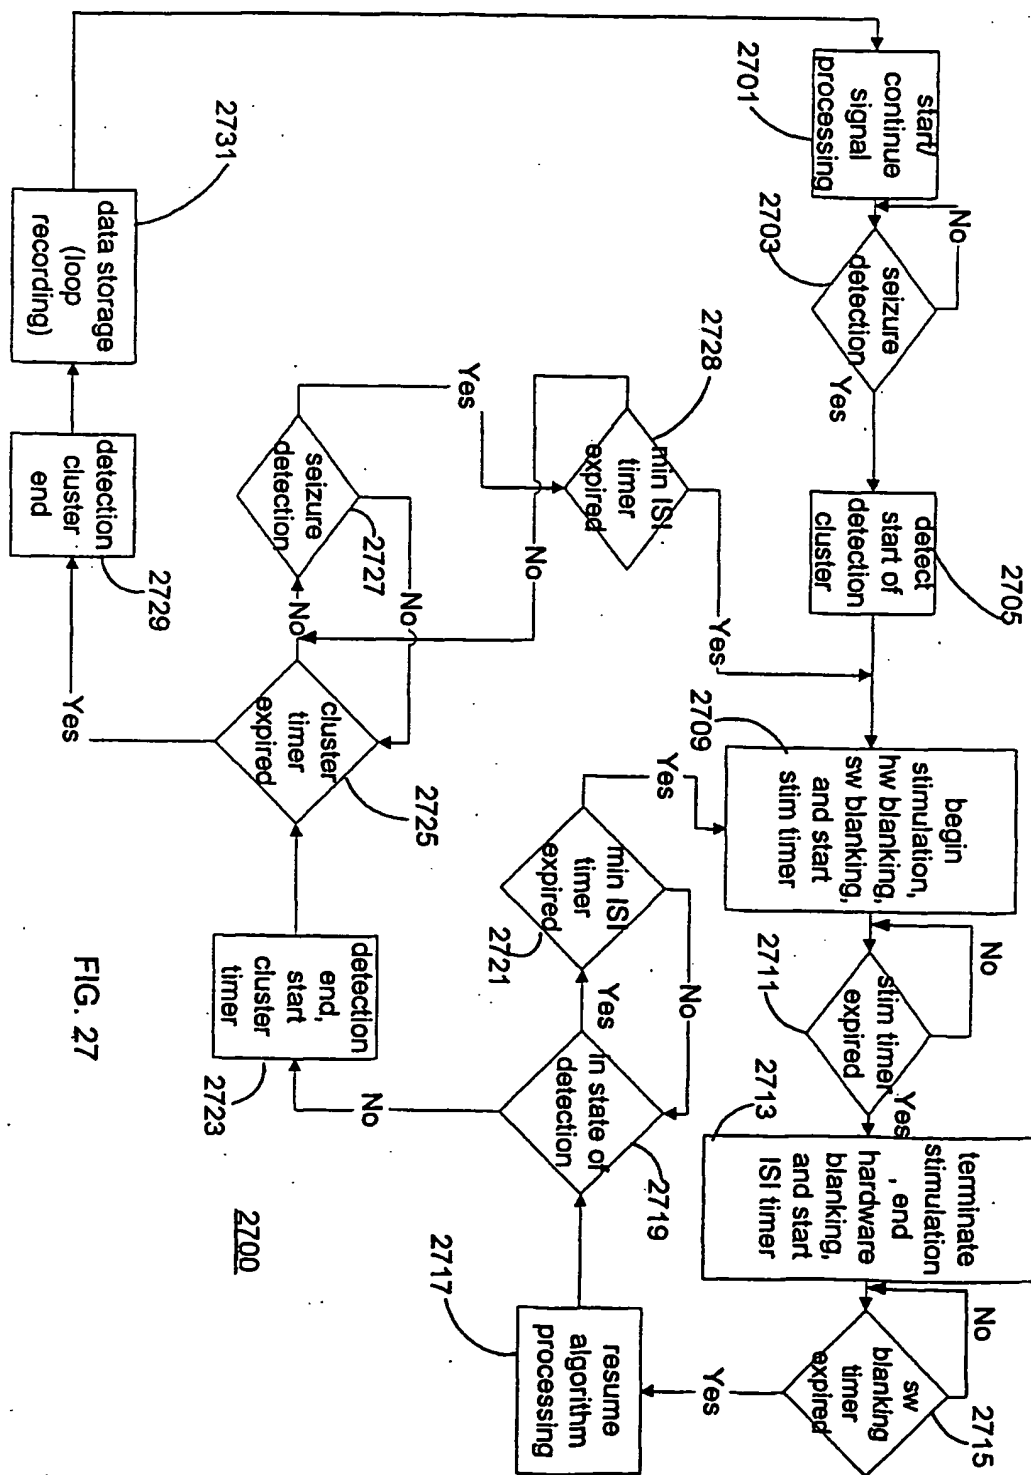 start/
continue
signal
processing
2701
No
seizure
detection
2703
Yes
detect
start of
detection
cluster
2705
begin
stimulation,
hw blanking,
sw blanking,
and start
stim timer
2709
No
stim timer
expired
2711
Yes
terminate
stimulation
, end
hardware
blanking,
and start
ISI timer
2713
No
sw
blanking
timer
expired
2715
Yes
resume
algorithm
processing
2717
in state of
detection
2719
Yes
No
min ISI
timer
expired
2721
Yes
No
detection
end,
start
cluster
timer
2723
cluster
timer
expired
2725
No
Yes
seizure
detection
2727
No
Yes
min ISI
timer
expired
2728
No
Yes
detection
cluster
end
2729
data storage
(loop
recording)
2731
2700
FIG. 27